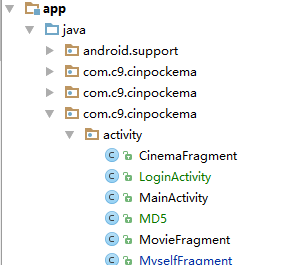 app
java
android.support
com.c9.cinpockema
com.c9.cinpockema
com.c9.cinpockema
activity
CinemaFragment
LoginActivity
MainActivity
MD5
MovieFragment
MyselfFragment